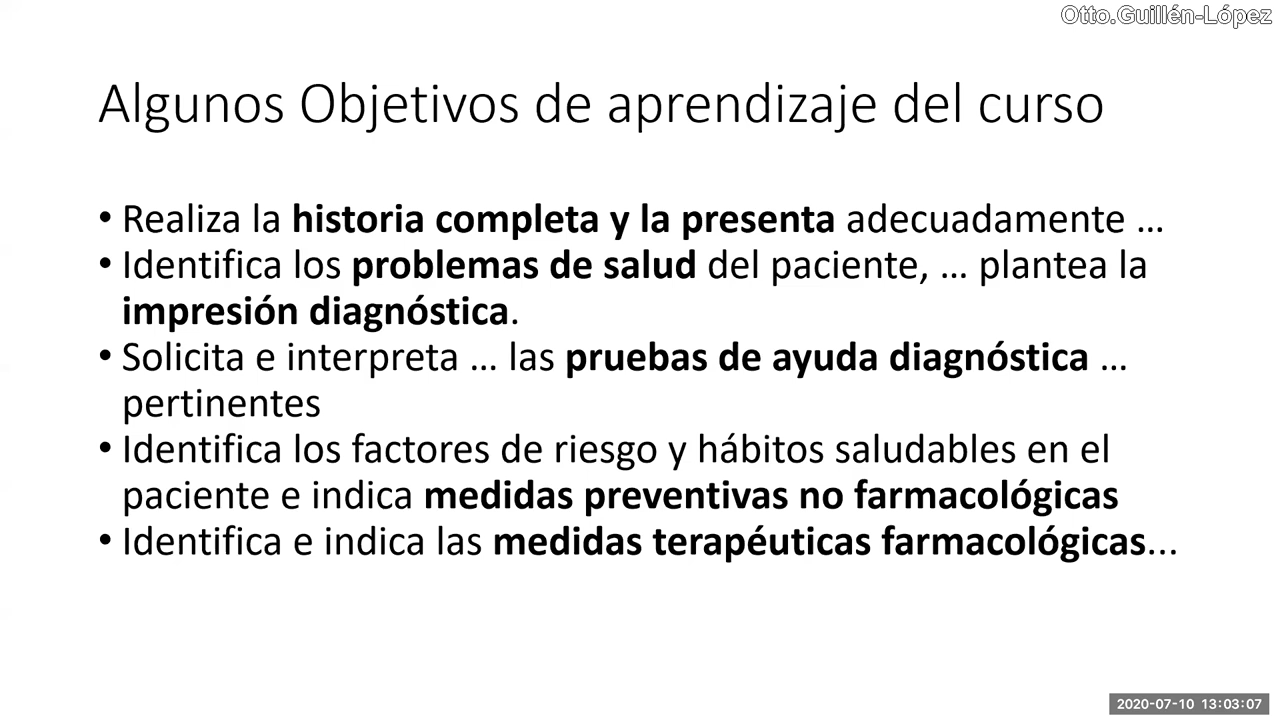 Otto.Guillén-López
Algunos Objetivos de aprendizaje del curso
• Realiza la historia completa y la presenta adecuadamente …
• Identifica los problemas de salud del paciente, … plantea la
impresión diagnóstica.
• Solicita e interpreta … las pruebas de ayuda diagnóstica …
pertinentes
• Identifica los factores de riesgo y hábitos saludables en el
paciente e indica medidas preventivas no farmacológicas
• Identifica e indica las medidas terapéuticas farmacológicas...
2020-07-10 13:03:07